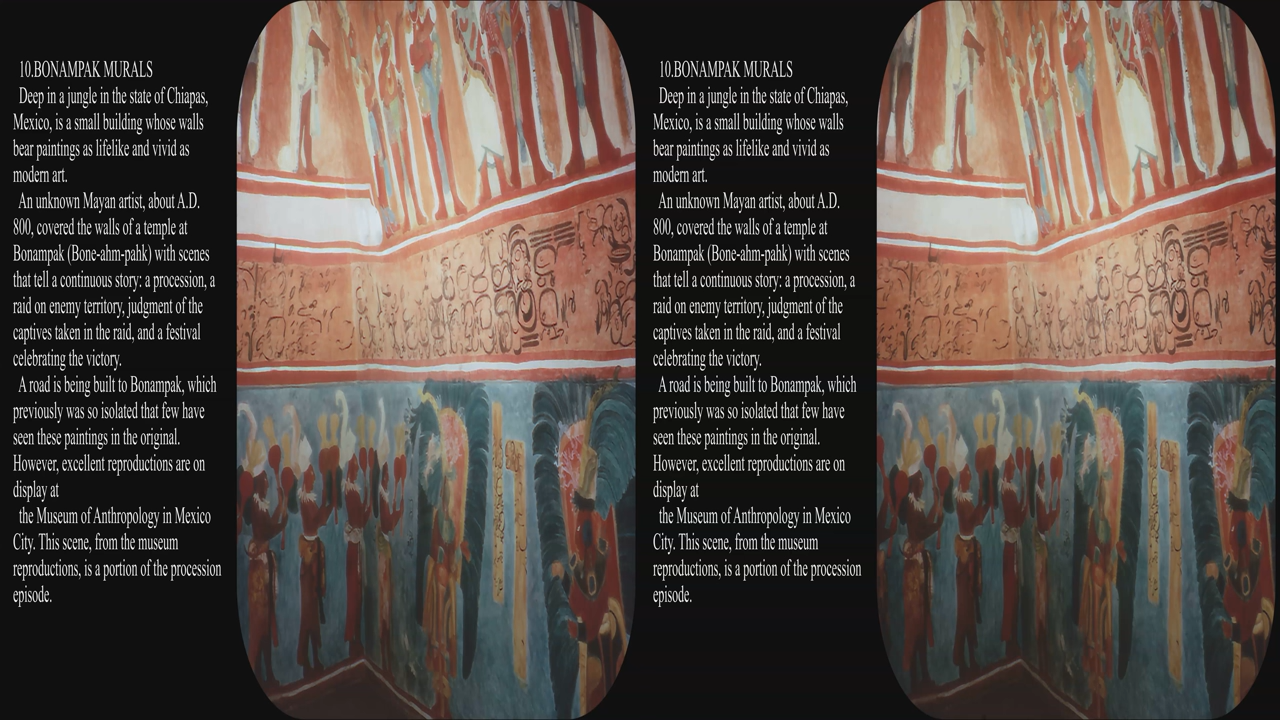 10.BONAMPAK MURALS
Deep in a jungle in the state of Chiapas,
Mexico, is a small building whose walls
bear paintings as lifelike and vivid as
modern art.
An unknown Mayan artist, about A.D.
800, covered the walls of a temple at
Bonampak (Bone-ahm-pahk) with scenes
that tell a continuous story: a procession, a
raid on enemy territory, judgment of the
captives taken in the raid, and a festival
celebrating the victory.
A road is being built to Bonampak, which
previously was so isolated that few have
seen these paintings in the original.
However, excellent reproductions are on
display at
the Museum of Anthropology in Mexico
City. This scene, from the museum
reproductions, is a portion of the procession
episode.
10.BONAMPAK MURALS
Deep in a jungle in the state of Chiapas,
Mexico, is a small building whose walls
bear paintings as lifelike and vivid as
modern art.
An unknown Mayan artist, about A.D.
800, covered the walls of a temple at
Bonampak (Bone-ahm-pahk) with scenes
that tell a continuous story: a procession, a
raid on enemy territory, judgment of the
captives taken in the raid, and a festival
celebrating the victory.
A road is being built to Bonampak, which
previously was so isolated that few have
seen these paintings in the original.
However, excellent reproductions are on
display at
the Museum of Anthropology in Mexico
City. This scene, from the museum
reproductions, is a portion of the procession
episode.